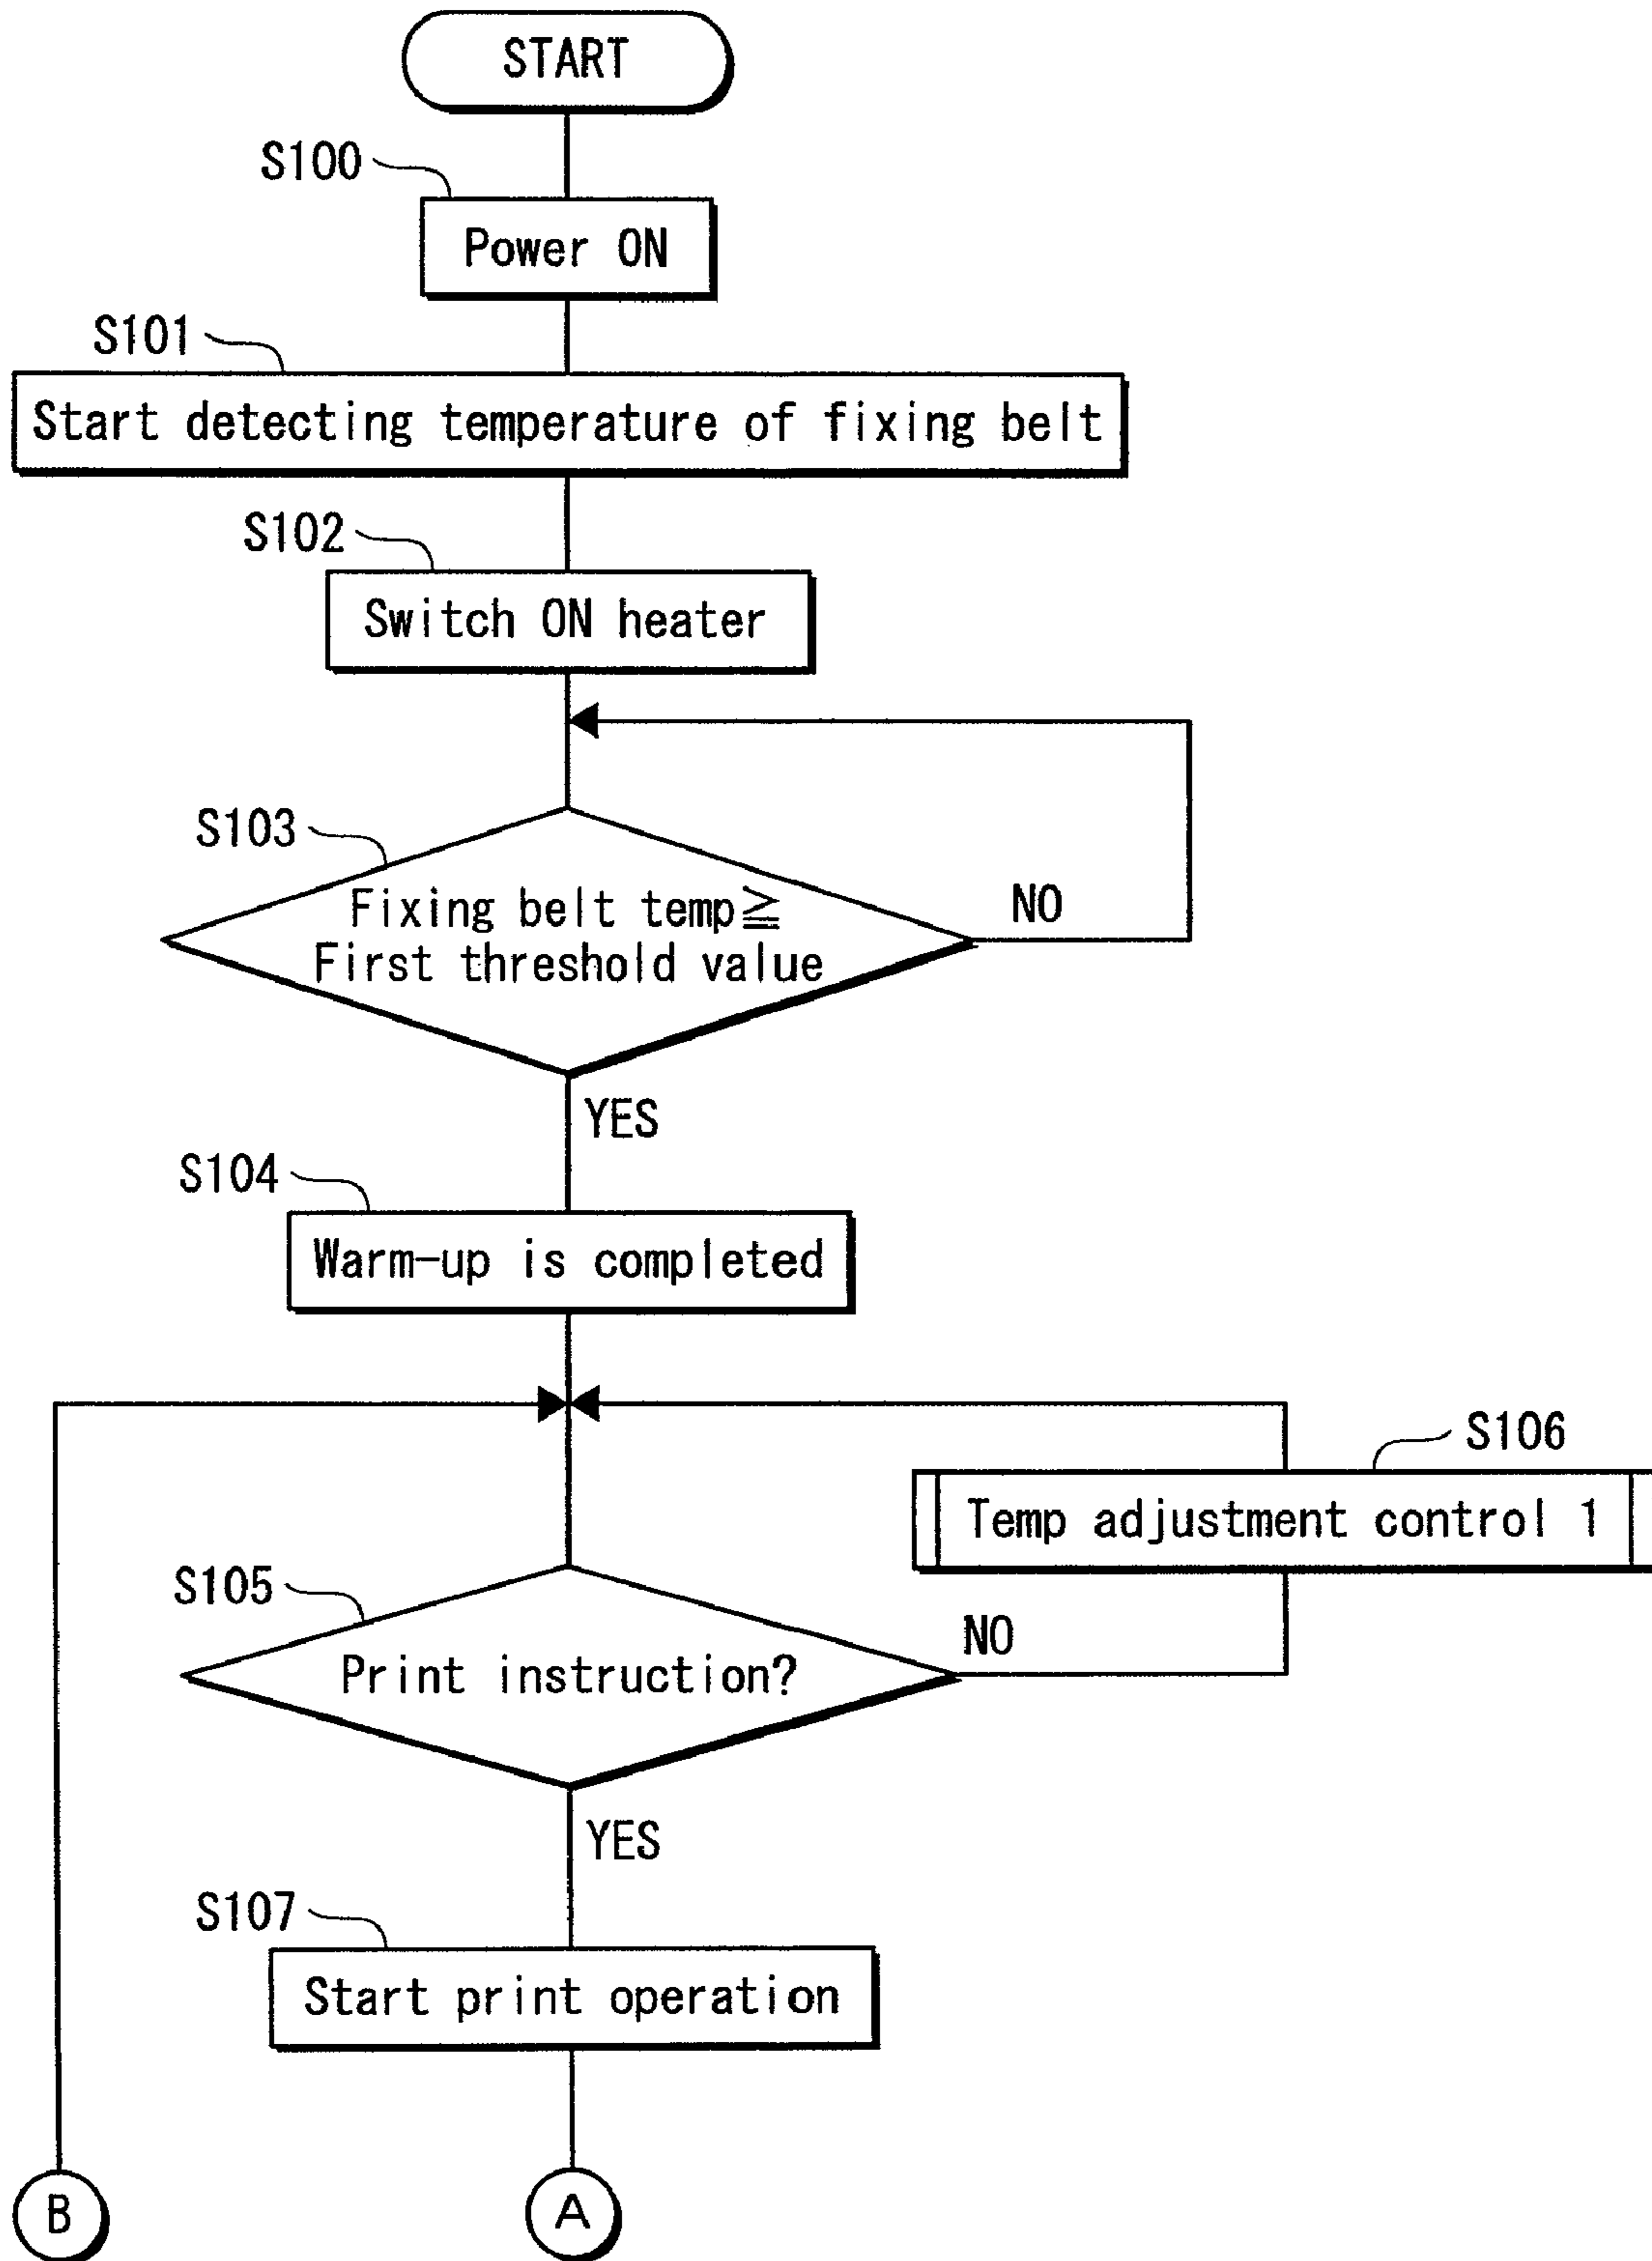 START
S100
Power ON
S101
Start detecting temperature of fixing belt
S102
Switch ON heater
S103
Fixing belt temp≧
First threshold value
NO
YES
S104
Warm-up is completed
S106
Temp adjustment control 1
S105
Print instruction?
NO
YES
S107
Start print operation
B
A